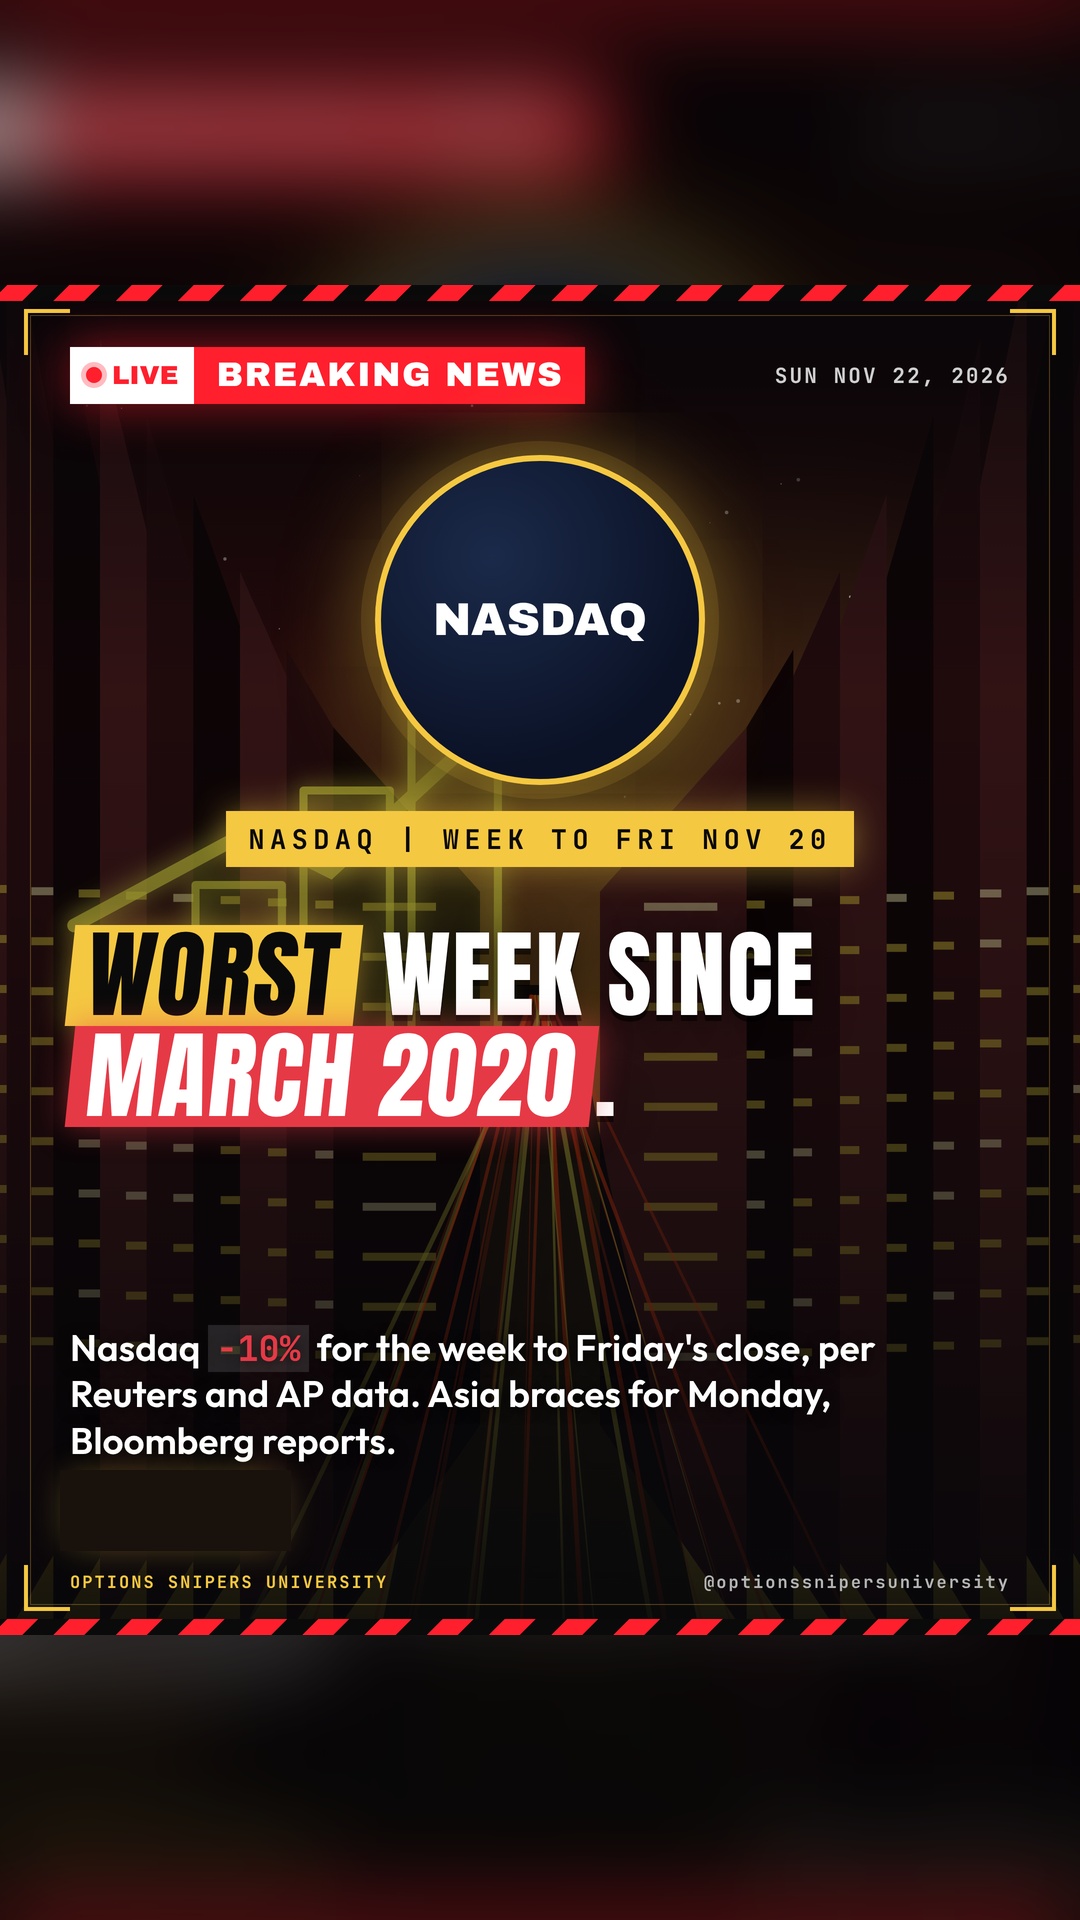 LIVE BREAKING NEWS
SUN NOV 22, 2026
NASDAQ
NASDAQ | WEEK TO FRI NOV 20
WORST WEEK SINCE
MARCH 2020.
Nasdaq -10% for the week to Friday's close, per
Reuters and AP data. Asia braces for Monday,
Bloomberg reports.
OPTIONS SNIPERS UNIVERSITY
@optionssnipersuniversity